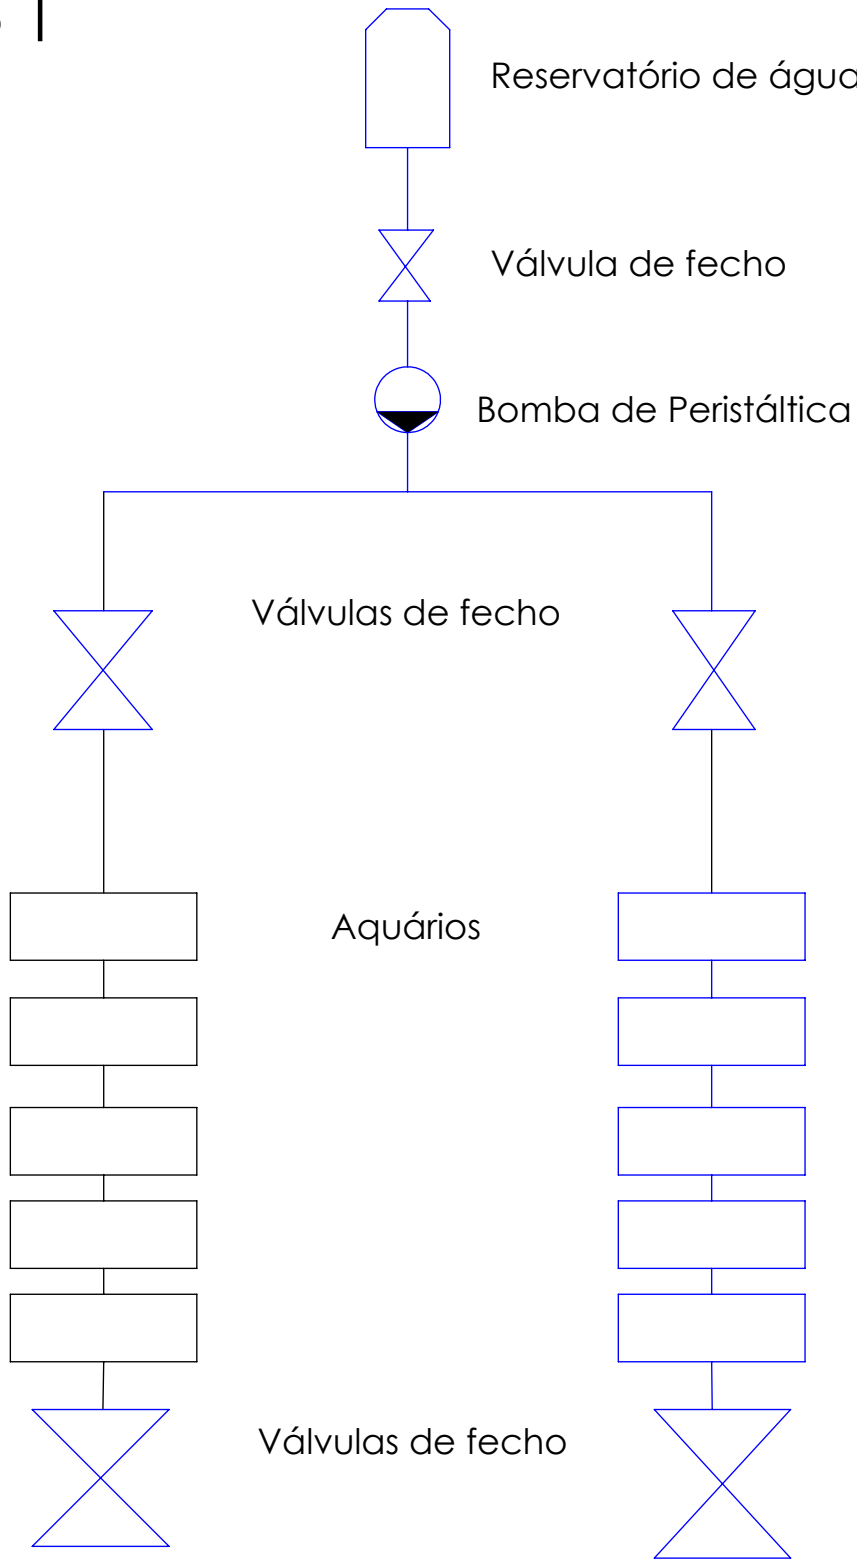 Reservatório de água
Válvula de fecho
Bomba de Peristáltica
Válvulas de fecho
Aquários
Válvulas de fecho